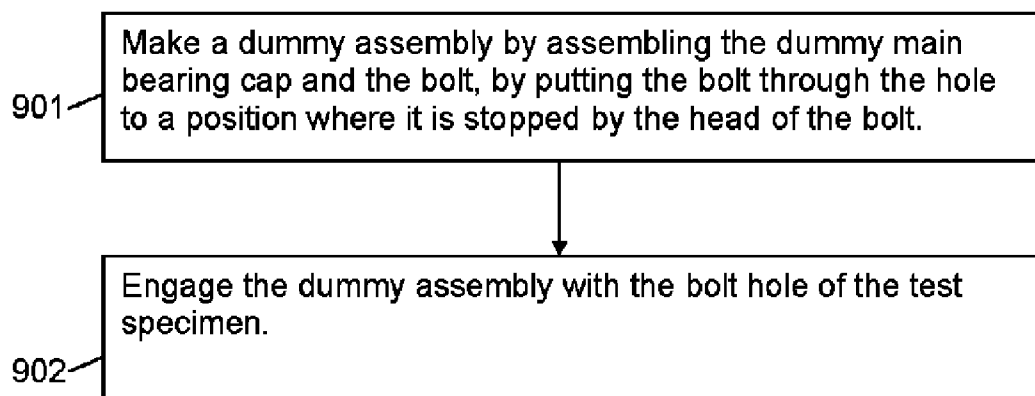 Make a dummy assembly by assembling the dummy main
bearing cap and the bolt, by putting the bolt through the hole
to a position where it is stopped by the head of the bolt.
901
Engage the dummy assembly with the bolt hole of the test
specimen.
902